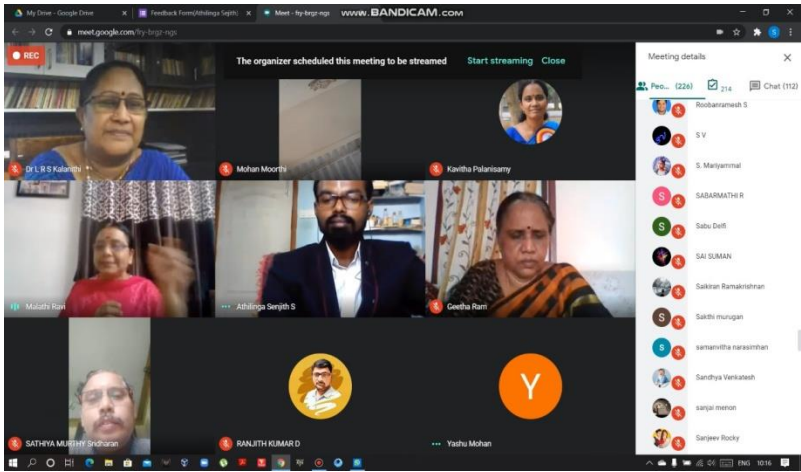 My Drive - Google Drive
Feedback Form(Athilinga Sejith
Meet - fry-brgz-ngs
www.BANDICAM.com
meet.google.com/fry-brgz-ngs
REC
The organizer scheduled this meeting to be streamed Start streaming Close
Meeting details
Peo... (226) 214 Chat (112)
Dr L R S Kalanithi
Mohan Moorthi
Kavitha Palanisamy
Malathi Ravi
Athilinga Senjith S
Geetha Ram
SATHIYA MURTHY Sridharan
RANJITH KUMAR D
Y
Yashu Mohan
Roobanramesh S
S V
S. Mariyammal
S SABARMATHI R
S Sabu Delfi
SAI SUMAN
Saikiran Ramakrishnan
S Sakthi murugan
s samanvitha narasimhan
Sandhya Venkatesh
sanjai menon
Sanjeev Rocky
ENG 10:16